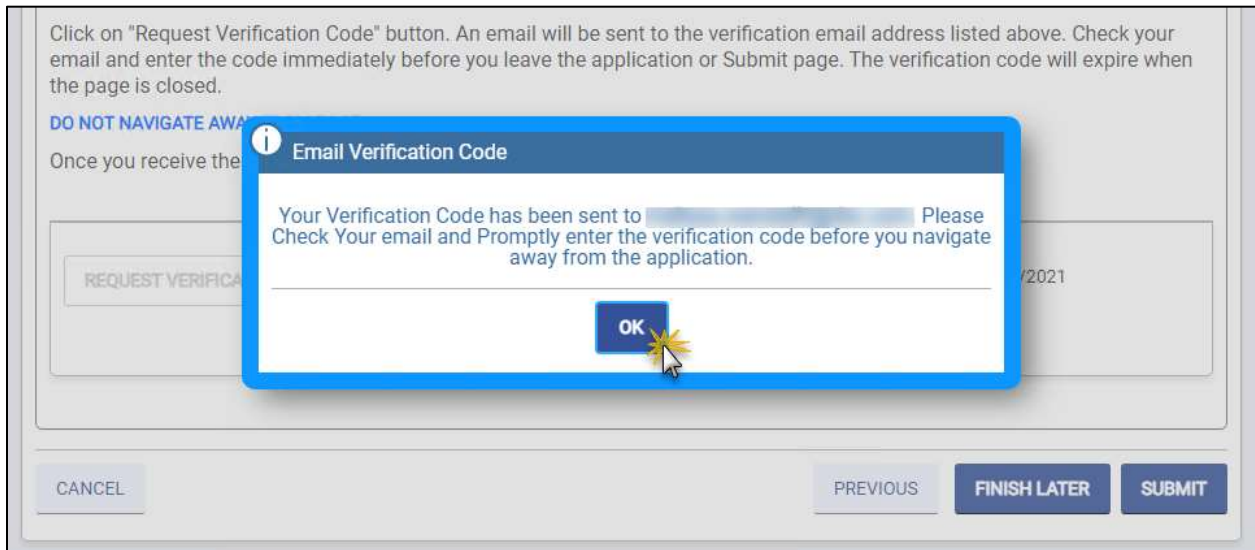 Click on "Request Verification Code" button. An email will be sent to the verification email address listed above. Check your
email and enter the code immediately before you leave the application or Submit page. The verification code will expire when
the page is closed.
DO NOT NAVIGATE
Once you receive the
Email Verification Code
Your Verification Code has been sent to Please
Check Your email and Promptly enter the verification code before you navigate
away from the application.
REQUEST
/2021
OK
CANCEL
PREVIOUS
FINISH LATER
SUBMIT